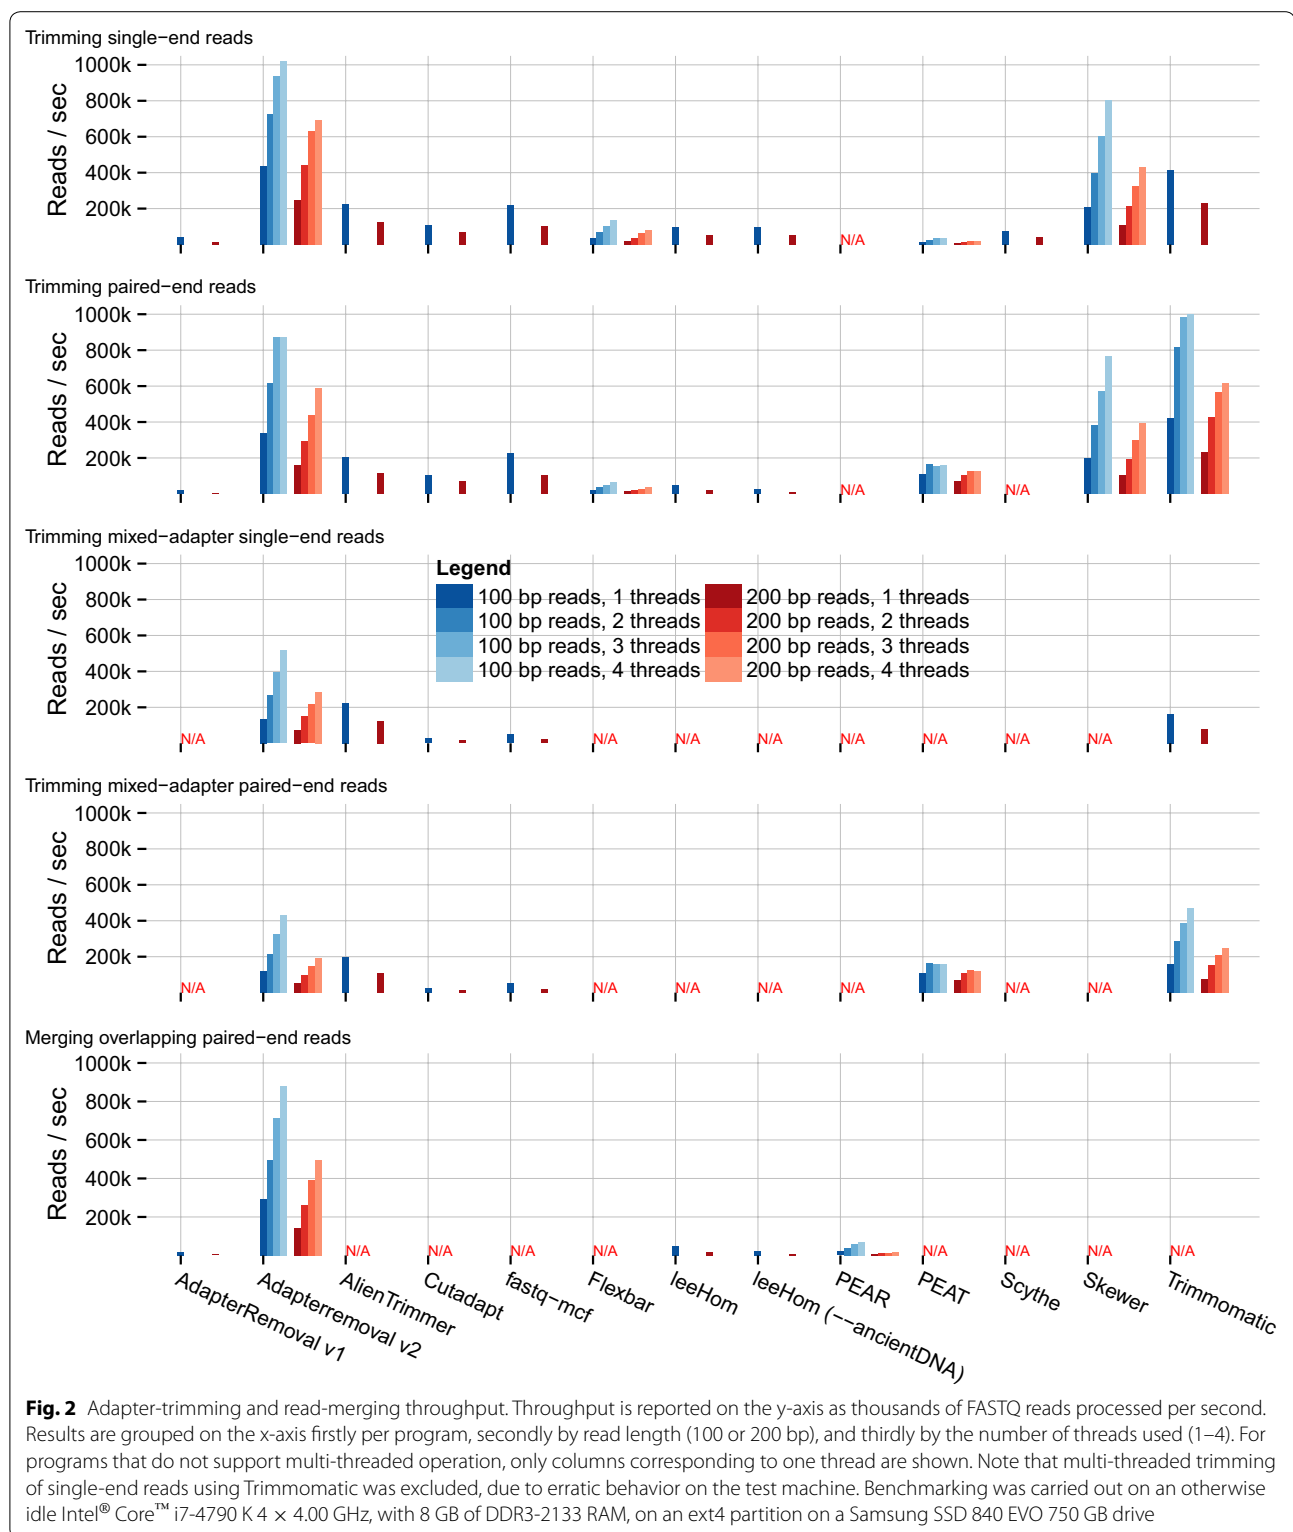 Trimming single−end reads
1000k
800k
600k
400k
200k
Reads / sec
N/A
Trimming paired−end reads
1000k
800k
600k
400k
200k
Reads / sec
N/A N/A
Trimming mixed−adapter single−end reads
1000k
800k
600k
400k
200k
Reads / sec
Legend
100 bp reads, 1 threads 200 bp reads, 1 threads
100 bp reads, 2 threads 200 bp reads, 2 threads
100 bp reads, 3 threads 200 bp reads, 3 threads
100 bp reads, 4 threads 200 bp reads, 4 threads
N/A N/A N/A N/A N/A N/A N/A N/A
Trimming mixed−adapter paired−end reads
1000k
800k
600k
400k
200k
Reads / sec
N/A N/A N/A N/A N/A N/A N/A
Merging overlapping paired−end reads
1000k
800k
600k
400k
200k
Reads / sec
N/A N/A N/A N/A N/A N/A N/A N/A
AdapterRemoval v1
Adapterremoval v2
AlienTrimmer
Cutadapt
fastq−mcf
Flexbar
leeHom
leeHom (−−ancientDNA)
PEAR
PEAT
Scythe
Skewer
Trimmomatic
Fig. 2 Adapter-trimming and read-merging throughput. Throughput is reported on the y-axis as thousands of FASTQ reads processed per second.
Results are grouped on the x-axis firstly per program, secondly by read length (100 or 200 bp), and thirdly by the number of threads used (1–4). For
programs that do not support multi-threaded operation, only columns corresponding to one thread are shown. Note that multi-threaded trimming
of single-end reads using Trimmomatic was excluded, due to erratic behavior on the test machine. Benchmarking was carried out on an otherwise
idle Intel® Core™ i7-4790 K 4 × 4.00 GHz, with 8 GB of DDR3-2133 RAM, on an ext4 partition on a Samsung SSD 840 EVO 750 GB drive